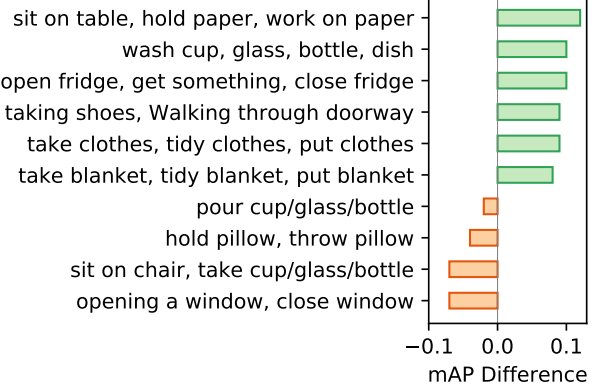 sit on table, hold paper, work on paper
wash cup, glass, bottle, dish
open fridge, get something, close fridge
taking shoes, Walking through doorway
take clothes, tidy clothes, put clothes
take blanket, tidy blanket, put blanket
pour cup/glass/bottle
hold pillow, throw pillow
sit on chair, take cup/glass/bottle
opening a window, close window
−0.1 0.0 0.1
mAP Difference